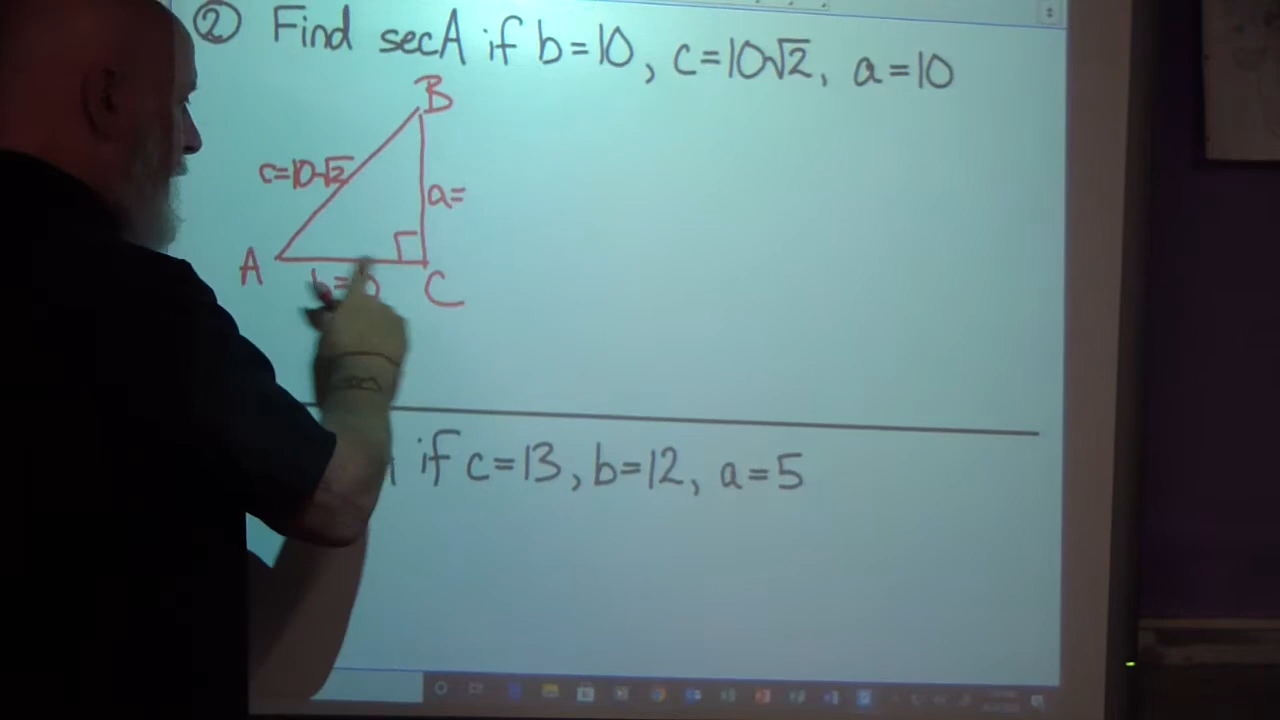 ② Find secA if b=10, c=10√2, a=10
B
c=10√2
a=
A
C
if c=13, b=12, a=5